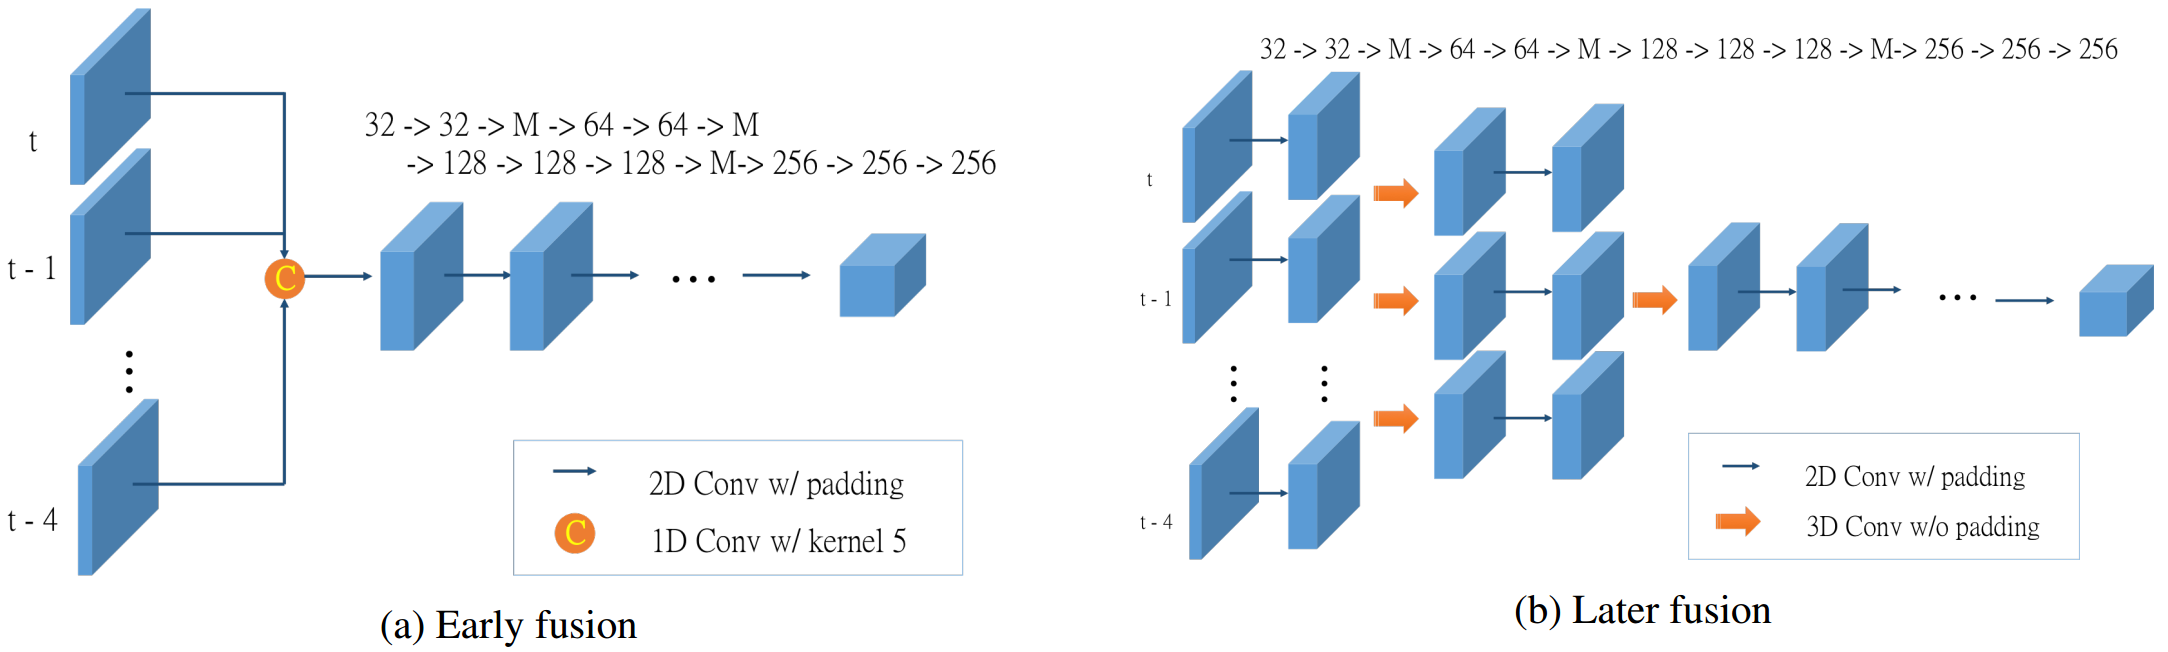 t
t - 1
t - 4
C
32 -> 32 -> M -> 64 -> 64 -> M
-> 128 -> 128 -> 128 -> M-> 256 -> 256 -> 256
2D Conv w/ padding
C
1D Conv w/ kernel 5
(a) Early fusion
32 -> 32 -> M -> 64 -> 64 -> M -> 128 -> 128 -> 128 -> M-> 256 -> 256 -> 256
t
t - 1
t - 4
2D Conv w/ padding
3D Conv w/o padding
(b) Later fusion